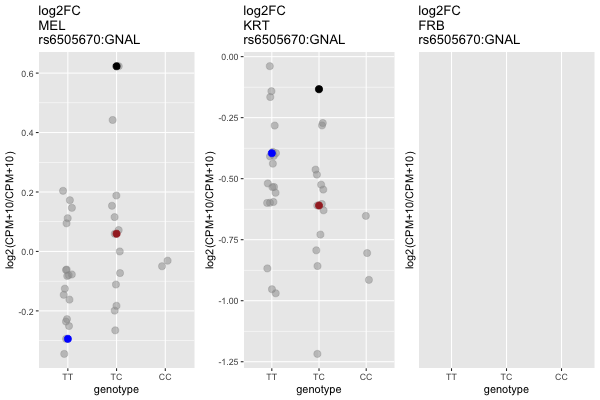 log2FC
MEL
rs6505670:GNAL
log2(CPM+10/CPM+10)
0.6
0.4
0.2
0.0
-0.2
TT TC CC
genotype
log2FC
KRT
rs6505670:GNAL
log2(CPM+10/CPM+10)
0.00
-0.25
-0.50
-0.75
-1.00
-1.25
TT TC CC
genotype
log2FC
FRB
rs6505670:GNAL
log2(CPM+10/CPM+10)
TT TC CC
genotype